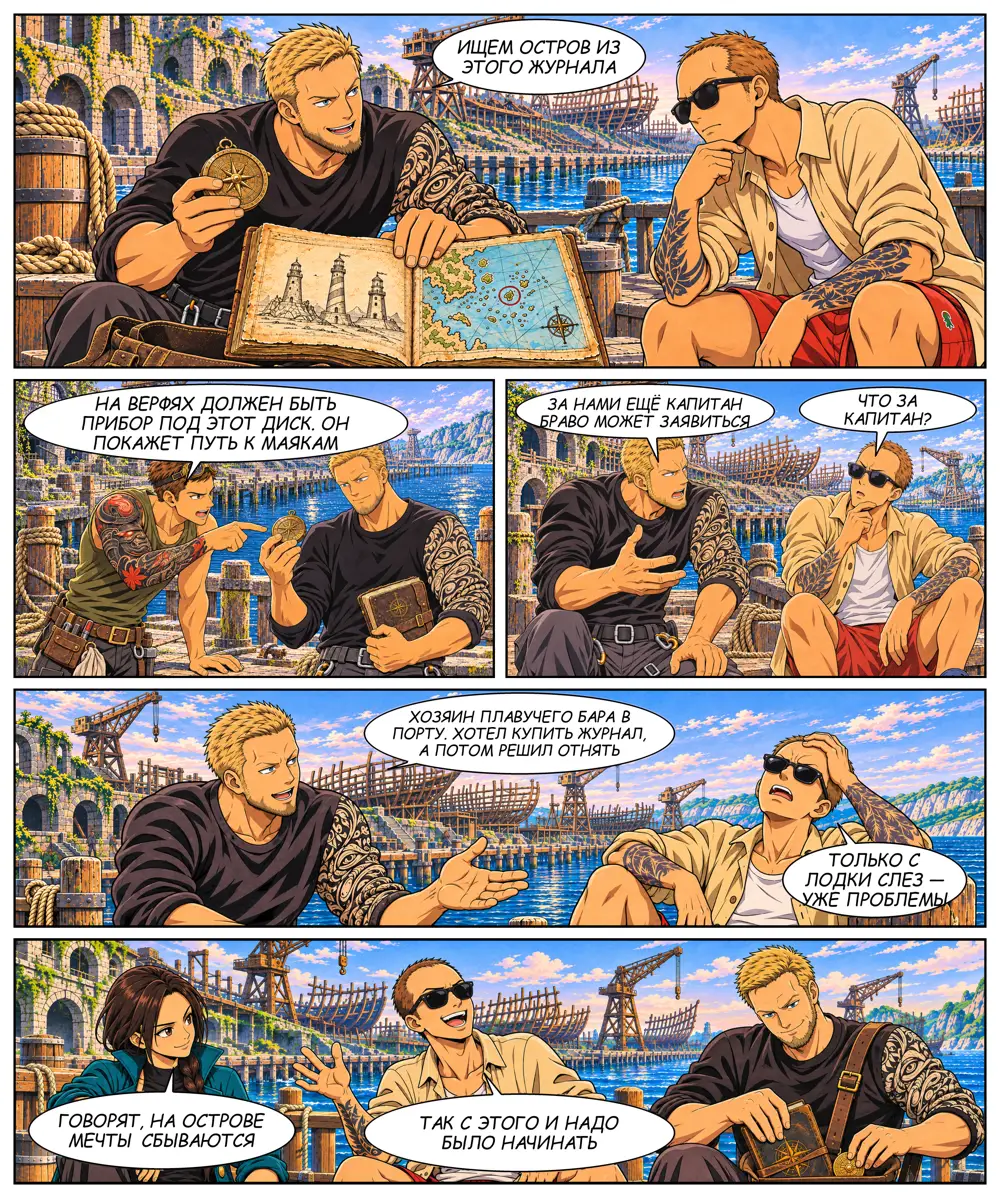 ИЩЕМ ОСТРОВ ИЗ
ЭТОГО ЖУРНАЛА
НА ВЕРФЯХ ДОЛЖЕН БЫТЬ
ПРИБОР ПОД ЭТОТ ДИСК. ОН
ПОКАЖЕТ ПУТЬ К МАЯКАМ
ЗА НАМИ ЕЩЁ КАПИТАН
БРАВО МОЖЕТ ЗАЯВИТЬСЯ
ЧТО ЗА
КАПИТАН?
ХОЗЯИН ПЛАВУЧЕГО БАРА В
ПОРТУ. ХОТЕЛ КУПИТЬ ЖУРНАЛ,
А ПОТОМ РЕШИЛ ОТНЯТЬ
ТОЛЬКО С
ЛОДКИ СЛЕЗ —
УЖЕ ПРОБЛЕМЫ
ГОВОРЯТ, НА ОСТРОВЕ
МЕЧТЫ СБЫВАЮТСЯ
ТАК С ЭТОГО И НАДО
БЫЛО НАЧИНАТЬ